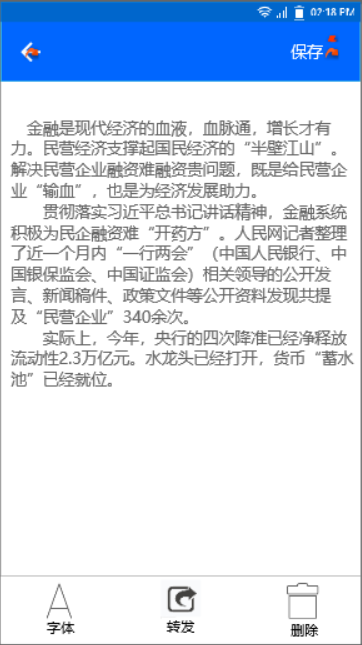 02:18 PM
保存
金融是现代经济的血液，血脉通，增长才有
力。民营经济支撑起国民经济的“半壁江山”。
解决民营企业融资难融资贵问题，既是给民营企
业“输血”，也是为经济发展助力。
贯彻落实习近平总书记讲话精神，金融系统
积极为民企融资难“开药方”。人民网记者整理
了近一个月内“一行两会”（中国人民银行、中
国银保监会、中国证监会）相关领导的公开发
言、新闻稿件、政策文件等公开资料发现共提
及“民营企业”340余次。
实际上，今年，央行的四次降准已经净释放
流动性2.3万亿元。水龙头已经打开，货币“蓄水
池”已经就位。
字体 转发 删除